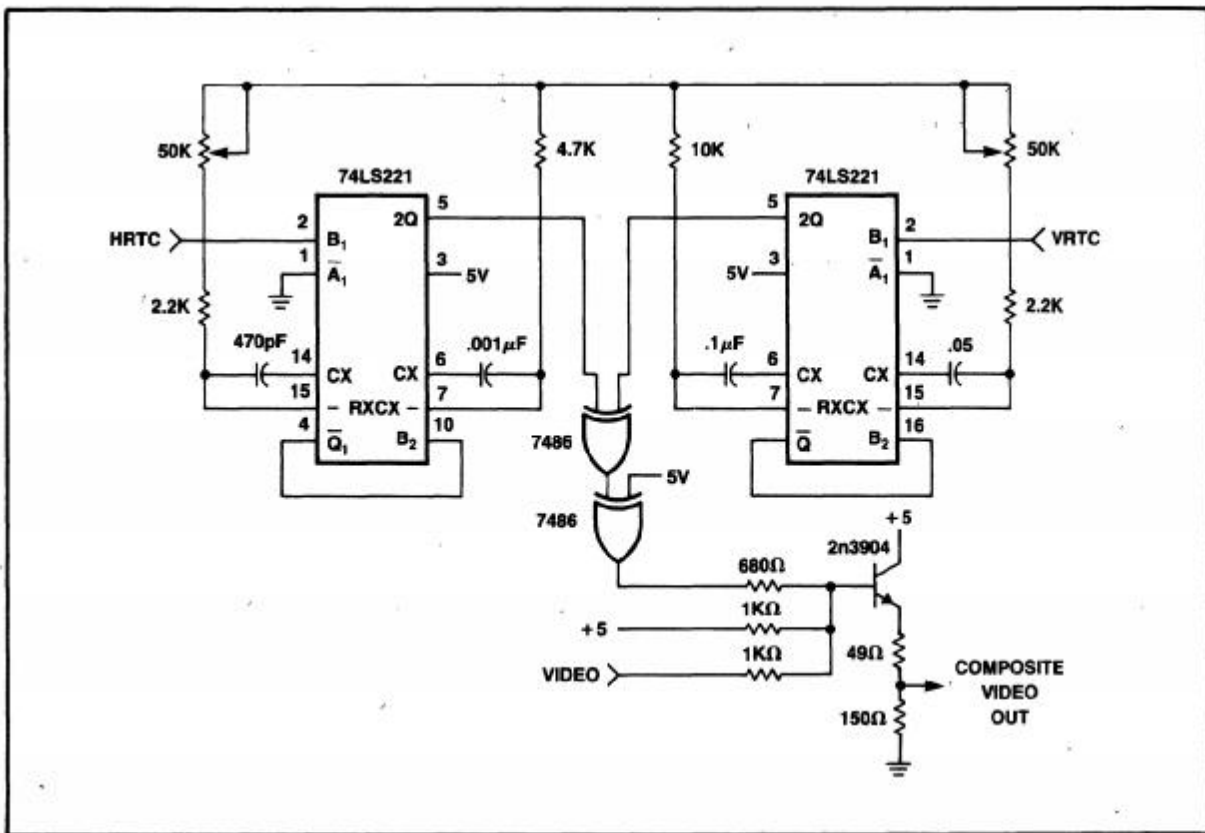 50K
4.7K
10K
50K
74LS221
74LS221
5
2Q
5
2Q
HRTC
2
B₁
1
A̅₁
3
5V
3
5V
2
B₁
1
A̅₁
VRTC
2.2K
2.2K
470pF
14
CX
15
CX
6
.001µF
RXCX
7
4
Q̅₁
B₂
10
.1µF
6
CX
7
CX
14
.05
RXCX
15
Q̅
B₂
16
7486
5V
7486
+5
2n3904
680Ω
1KΩ
+5
1KΩ
VIDEO
49Ω
COMPOSITE
VIDEO
OUT
150Ω